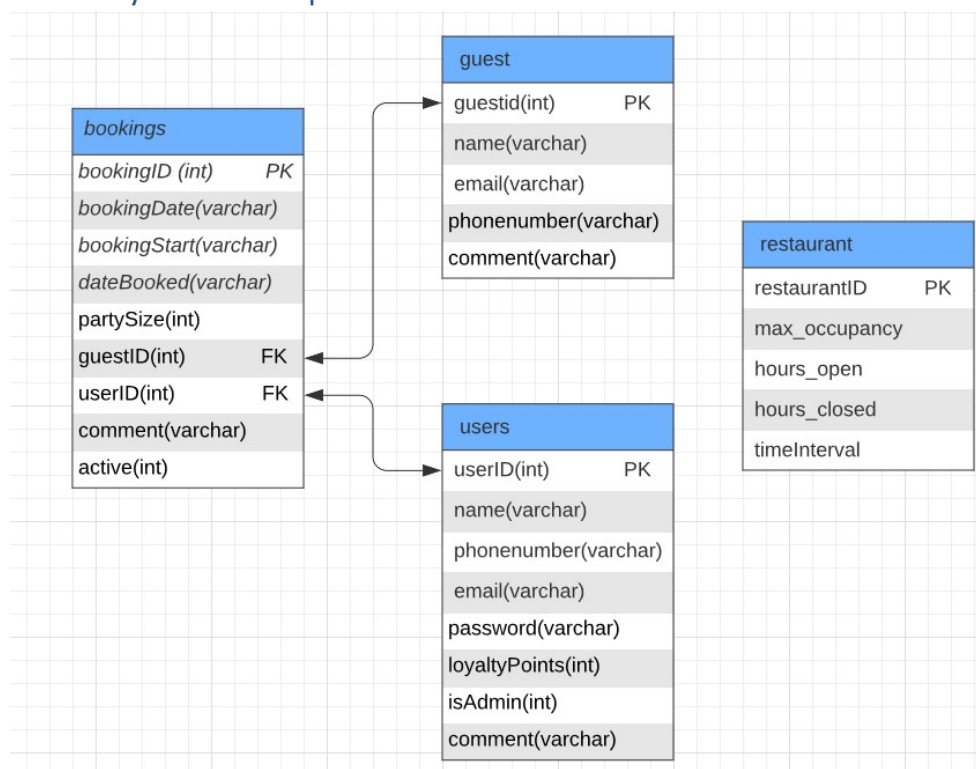 bookings
bookingID (int) PK
bookingDate(varchar)
bookingStart(varchar)
dateBooked(varchar)
partySize(int)
guestID(int) FK
userID(int) FK
comment(varchar)
active(int)
guest
guestid(int) PK
name(varchar)
email(varchar)
phonenumber(varchar)
comment(varchar)
users
userID(int) PK
name(varchar)
phonenumber(varchar)
email(varchar)
password(varchar)
loyaltyPoints(int)
isAdmin(int)
comment(varchar)
restaurant
restaurantID PK
max_occupancy
hours_open
hours_closed
timeInterval